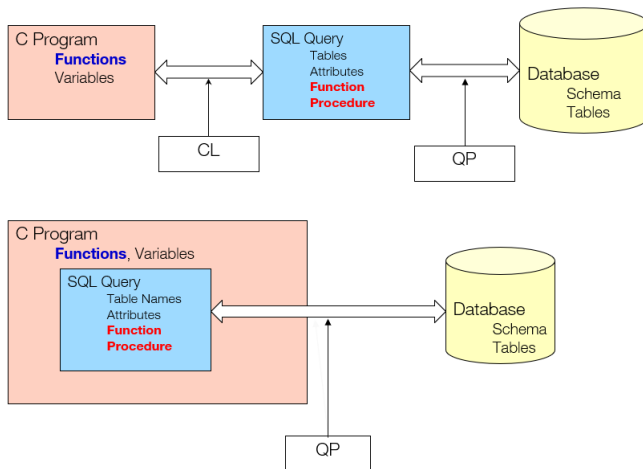 C Program
Functions
Variables
SQL Query
Tables
Attributes
Function
Procedure
Database
Schema
Tables
CL
QP
C Program
Functions, Variables
SQL Query
Table Names
Attributes
Function
Procedure
Database
Schema
Tables
QP